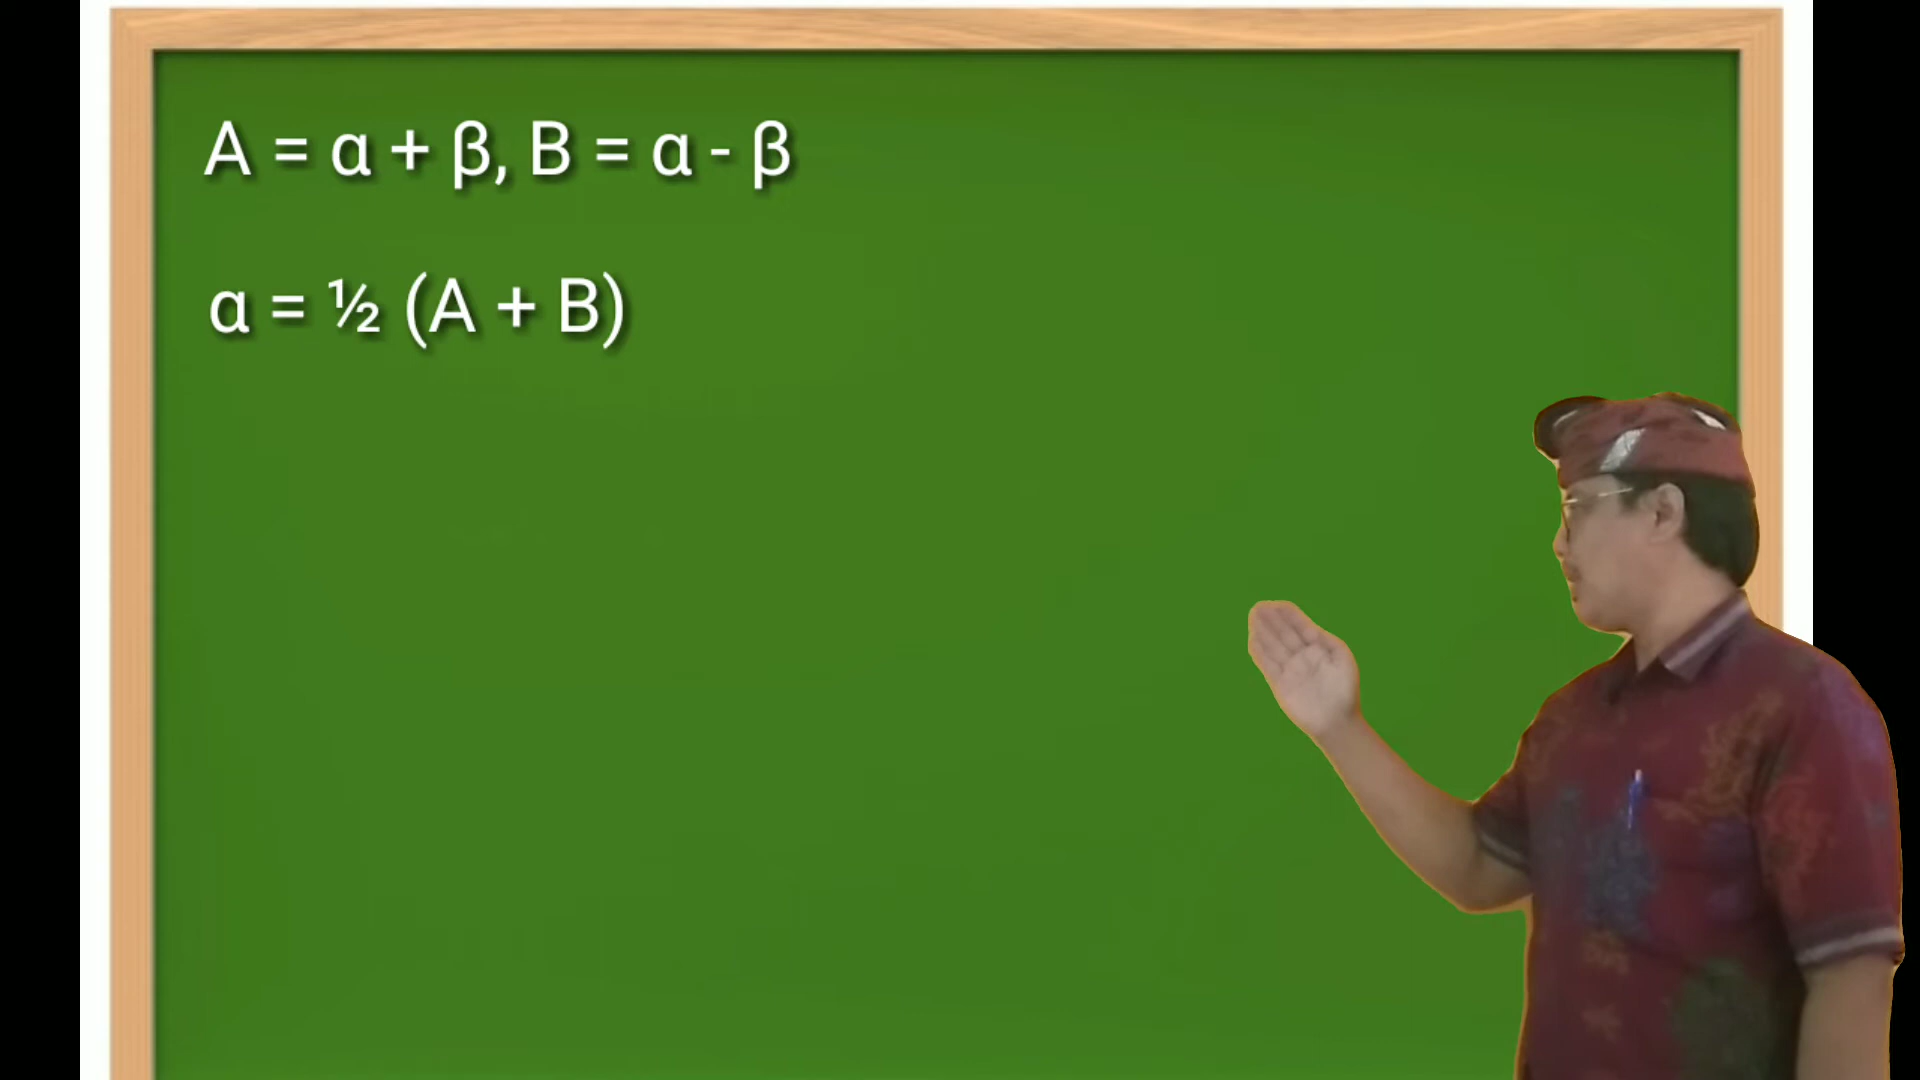 A = α + β, B = α - β
α = ½ (A + B)